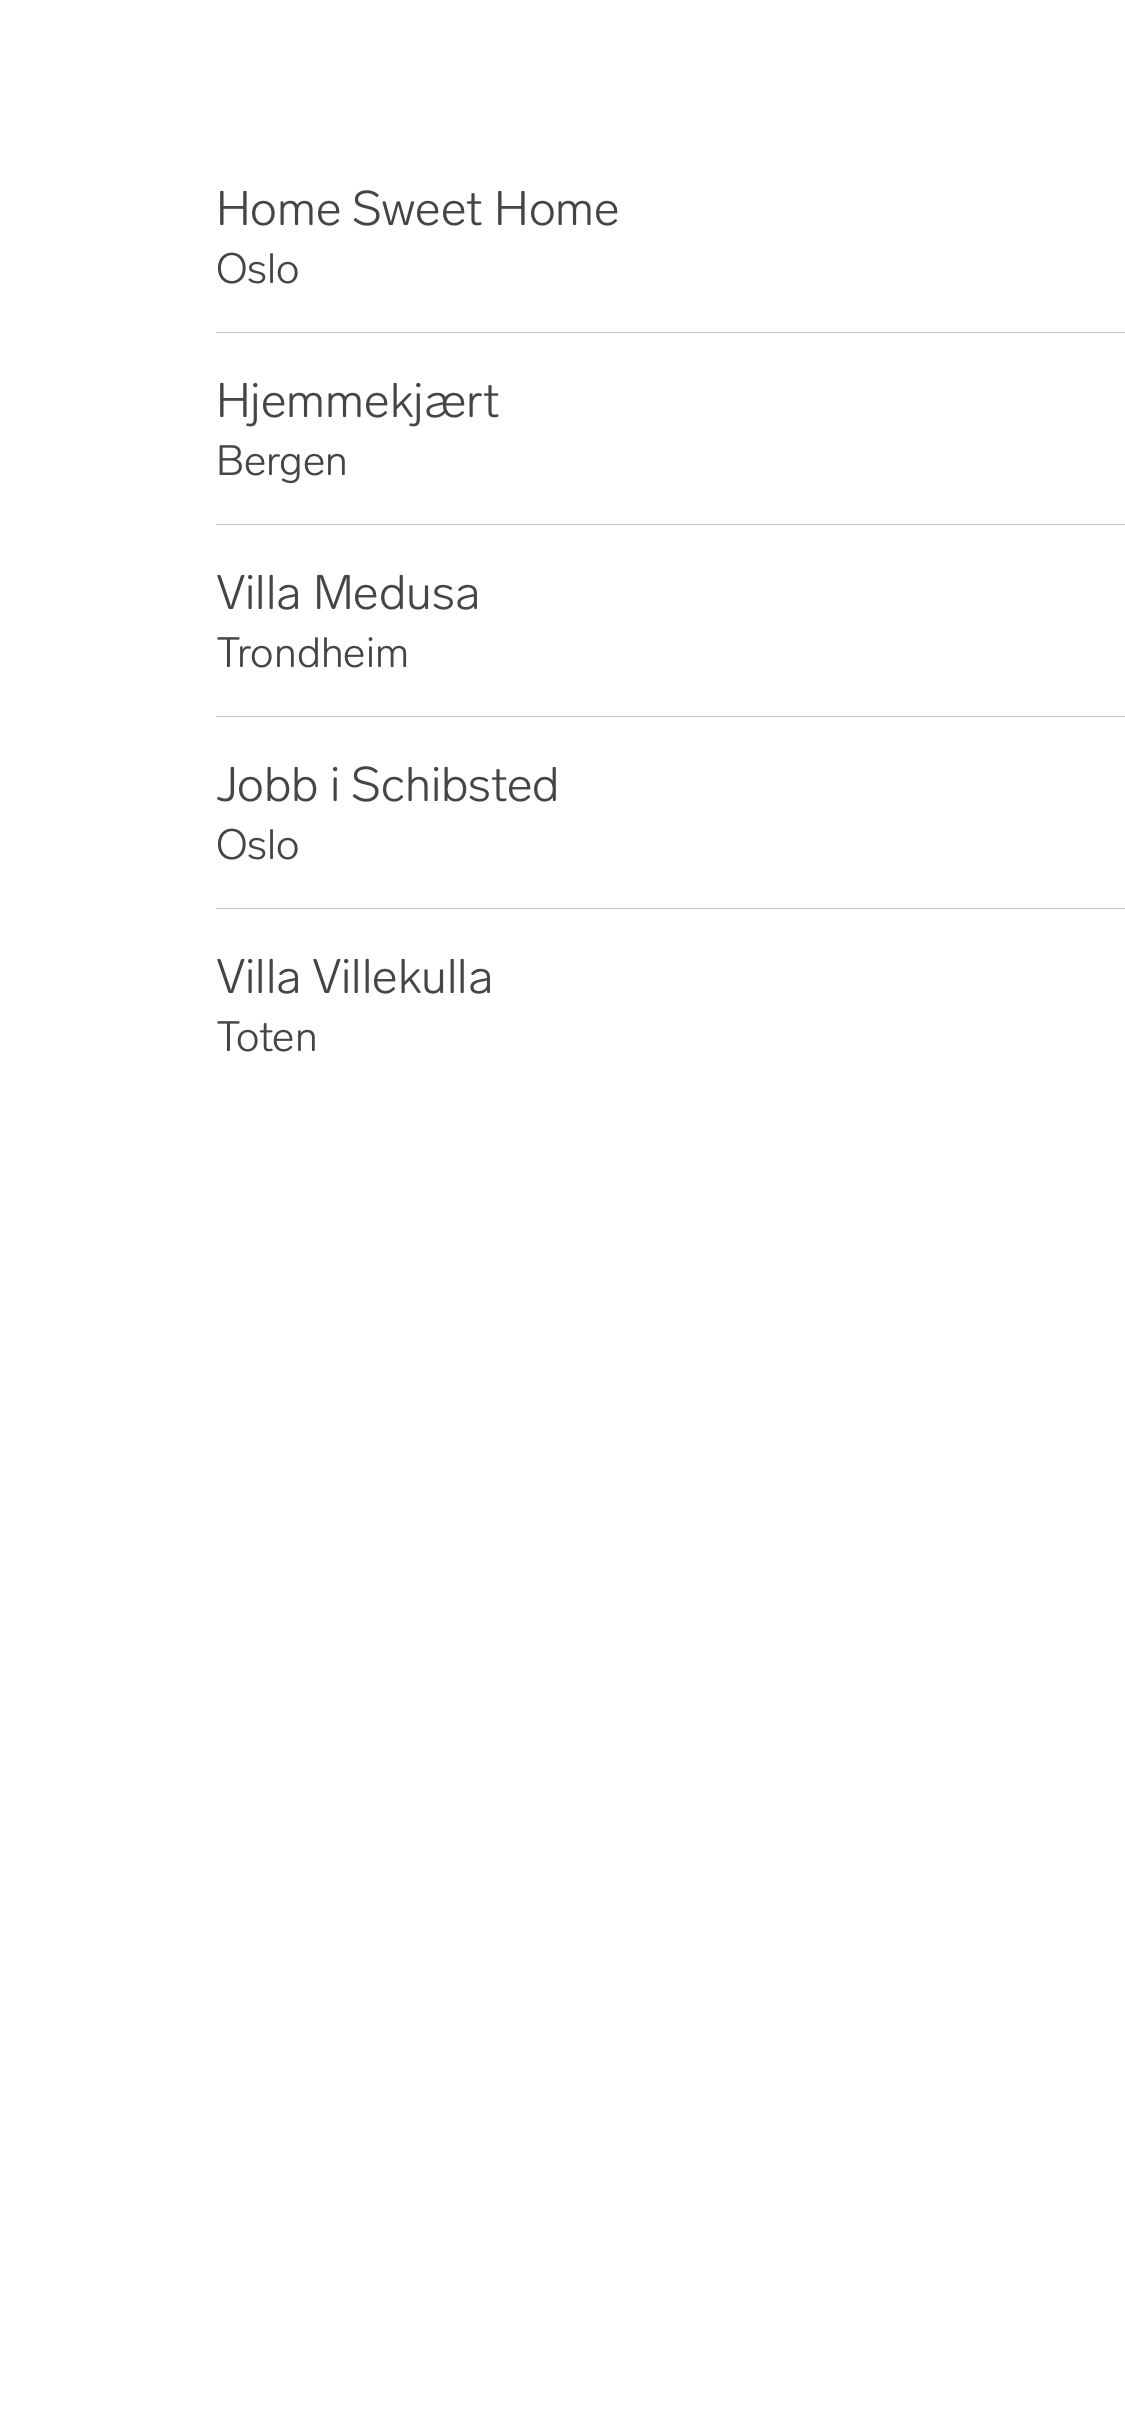 Home Sweet Home
Oslo
Hjemmekjært
Bergen
Villa Medusa
Trondheim
Jobb i Schibsted
Oslo
Villa Villekulla
Toten